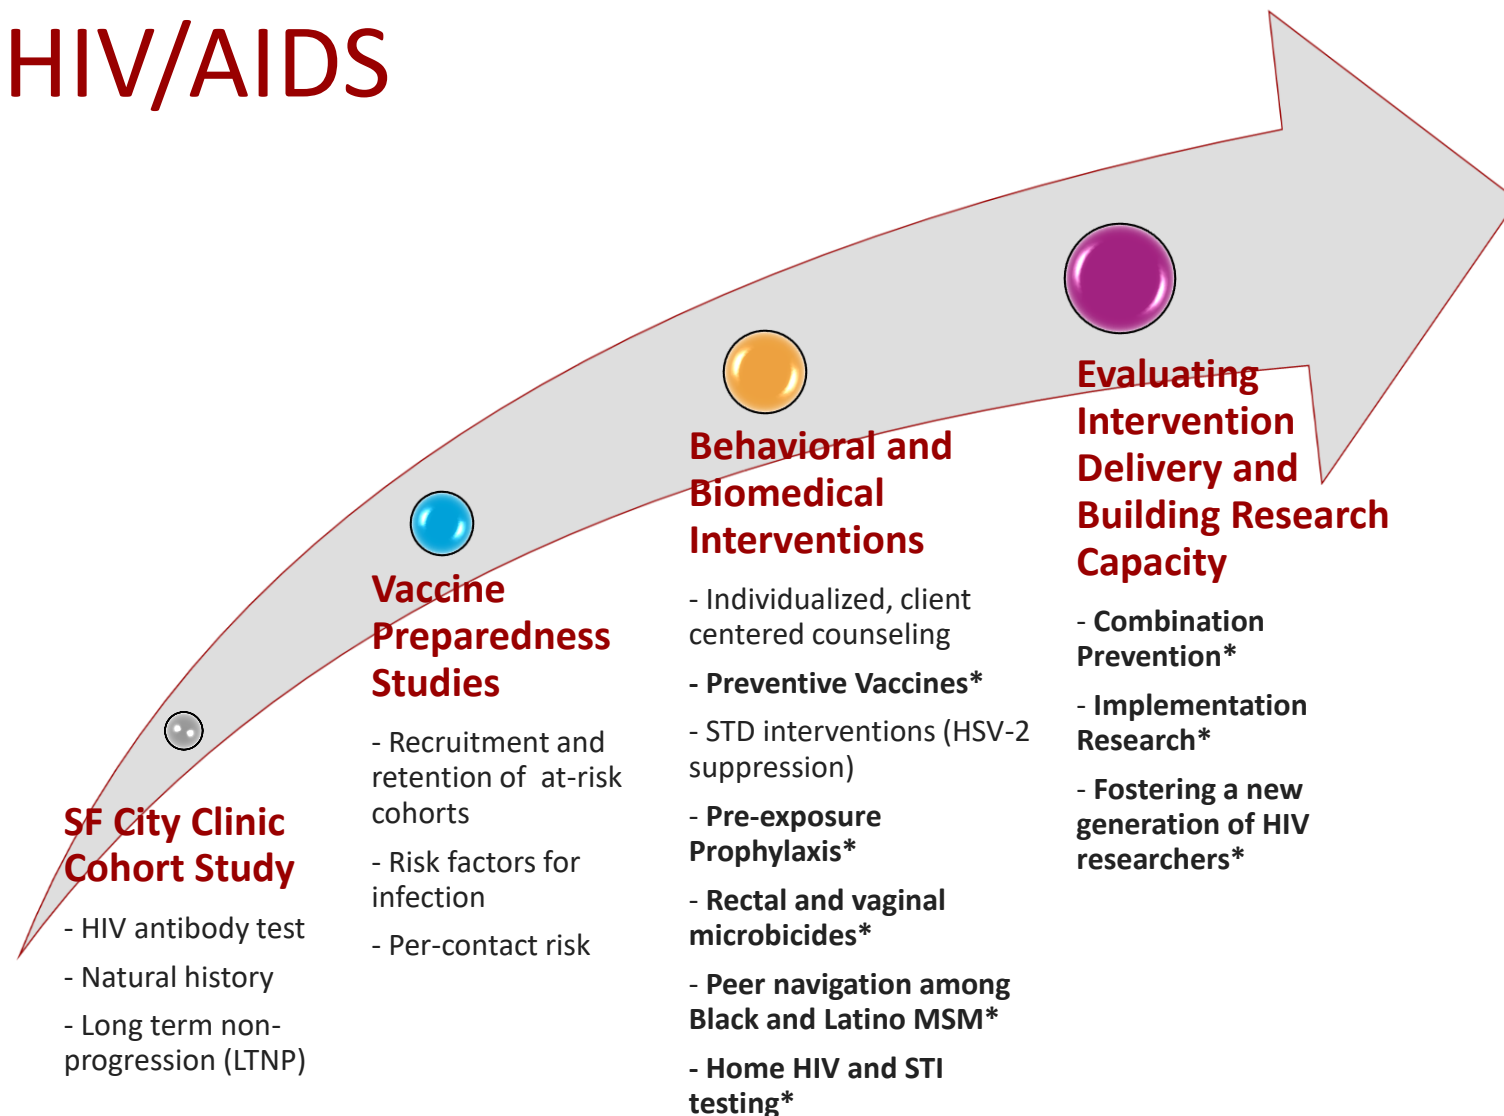 HIV/AIDS
SF City Clinic
Cohort Study
- HIV antibody test
- Natural history
- Long term non-
progression (LTNP)
Vaccine
Preparedness
Studies
- Recruitment and
retention of  at-risk
cohorts
- Risk factors for
infection
- Per-contact risk
Behavioral and
Biomedical
Interventions
- Individualized, client
centered counseling
- Preventive Vaccines*
- STD interventions (HSV-2
suppression)
- Pre-exposure
Prophylaxis*
- Rectal and vaginal
microbicides*
- Peer navigation among
Black and Latino MSM*
- Home HIV and STI
testing*
Evaluating
Intervention
Delivery and
Building Research
Capacity
- Combination
Prevention*
- Implementation
Research*
- Fostering a new
generation of HIV
researchers*